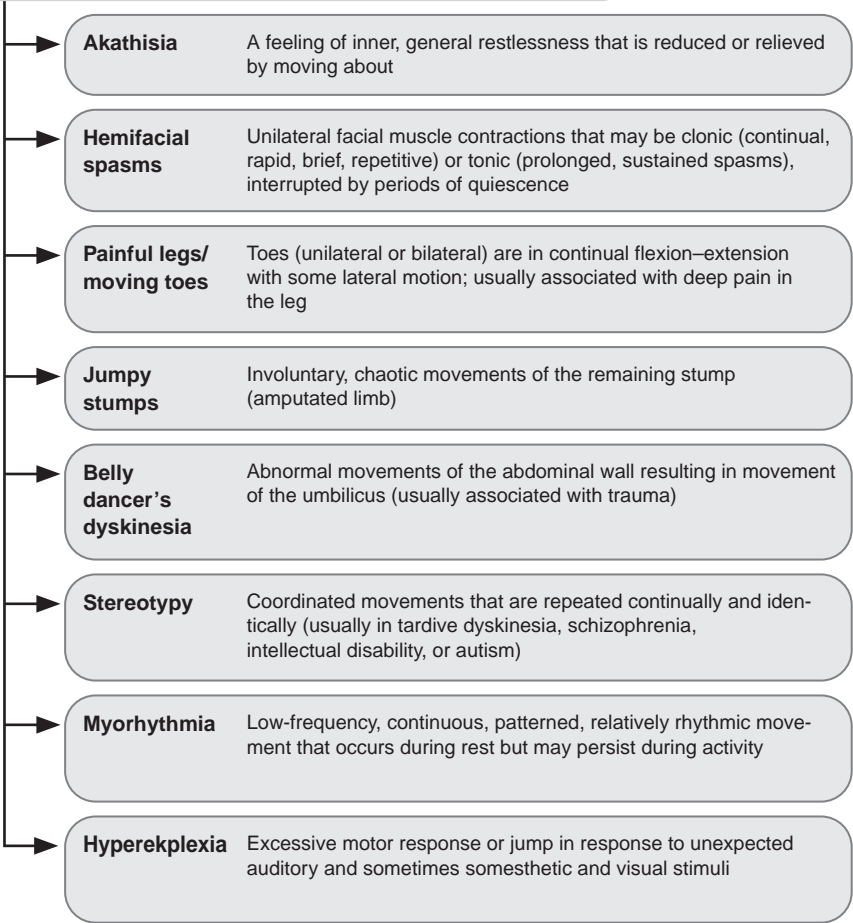 Akathisia
A feeling of inner, general restlessness that is reduced or relieved
by moving about
Hemifacial
spasms
Unilateral facial muscle contractions that may be clonic (continual,
rapid, brief, repetitive) or tonic (prolonged, sustained spasms),
interrupted by periods of quiescence
Painful legs/
moving toes
Toes (unilateral or bilateral) are in continual flexion–extension
with some lateral motion; usually associated with deep pain in
the leg
Jumpy
stumps
Involuntary, chaotic movements of the remaining stump
(amputated limb)
Belly
dancer’s
dyskinesia
Abnormal movements of the abdominal wall resulting in movement
of the umbilicus (usually associated with trauma)
Stereotypy
Coordinated movements that are repeated continually and iden-
tically (usually in tardive dyskinesia, schizophrenia,
intellectual disability, or autism)
Myorhythmia
Low-frequency, continuous, patterned, relatively rhythmic move-
ment that occurs during rest but may persist during activity
Hyperekplexia
Excessive motor response or jump in response to unexpected
auditory and sometimes somesthetic and visual stimuli